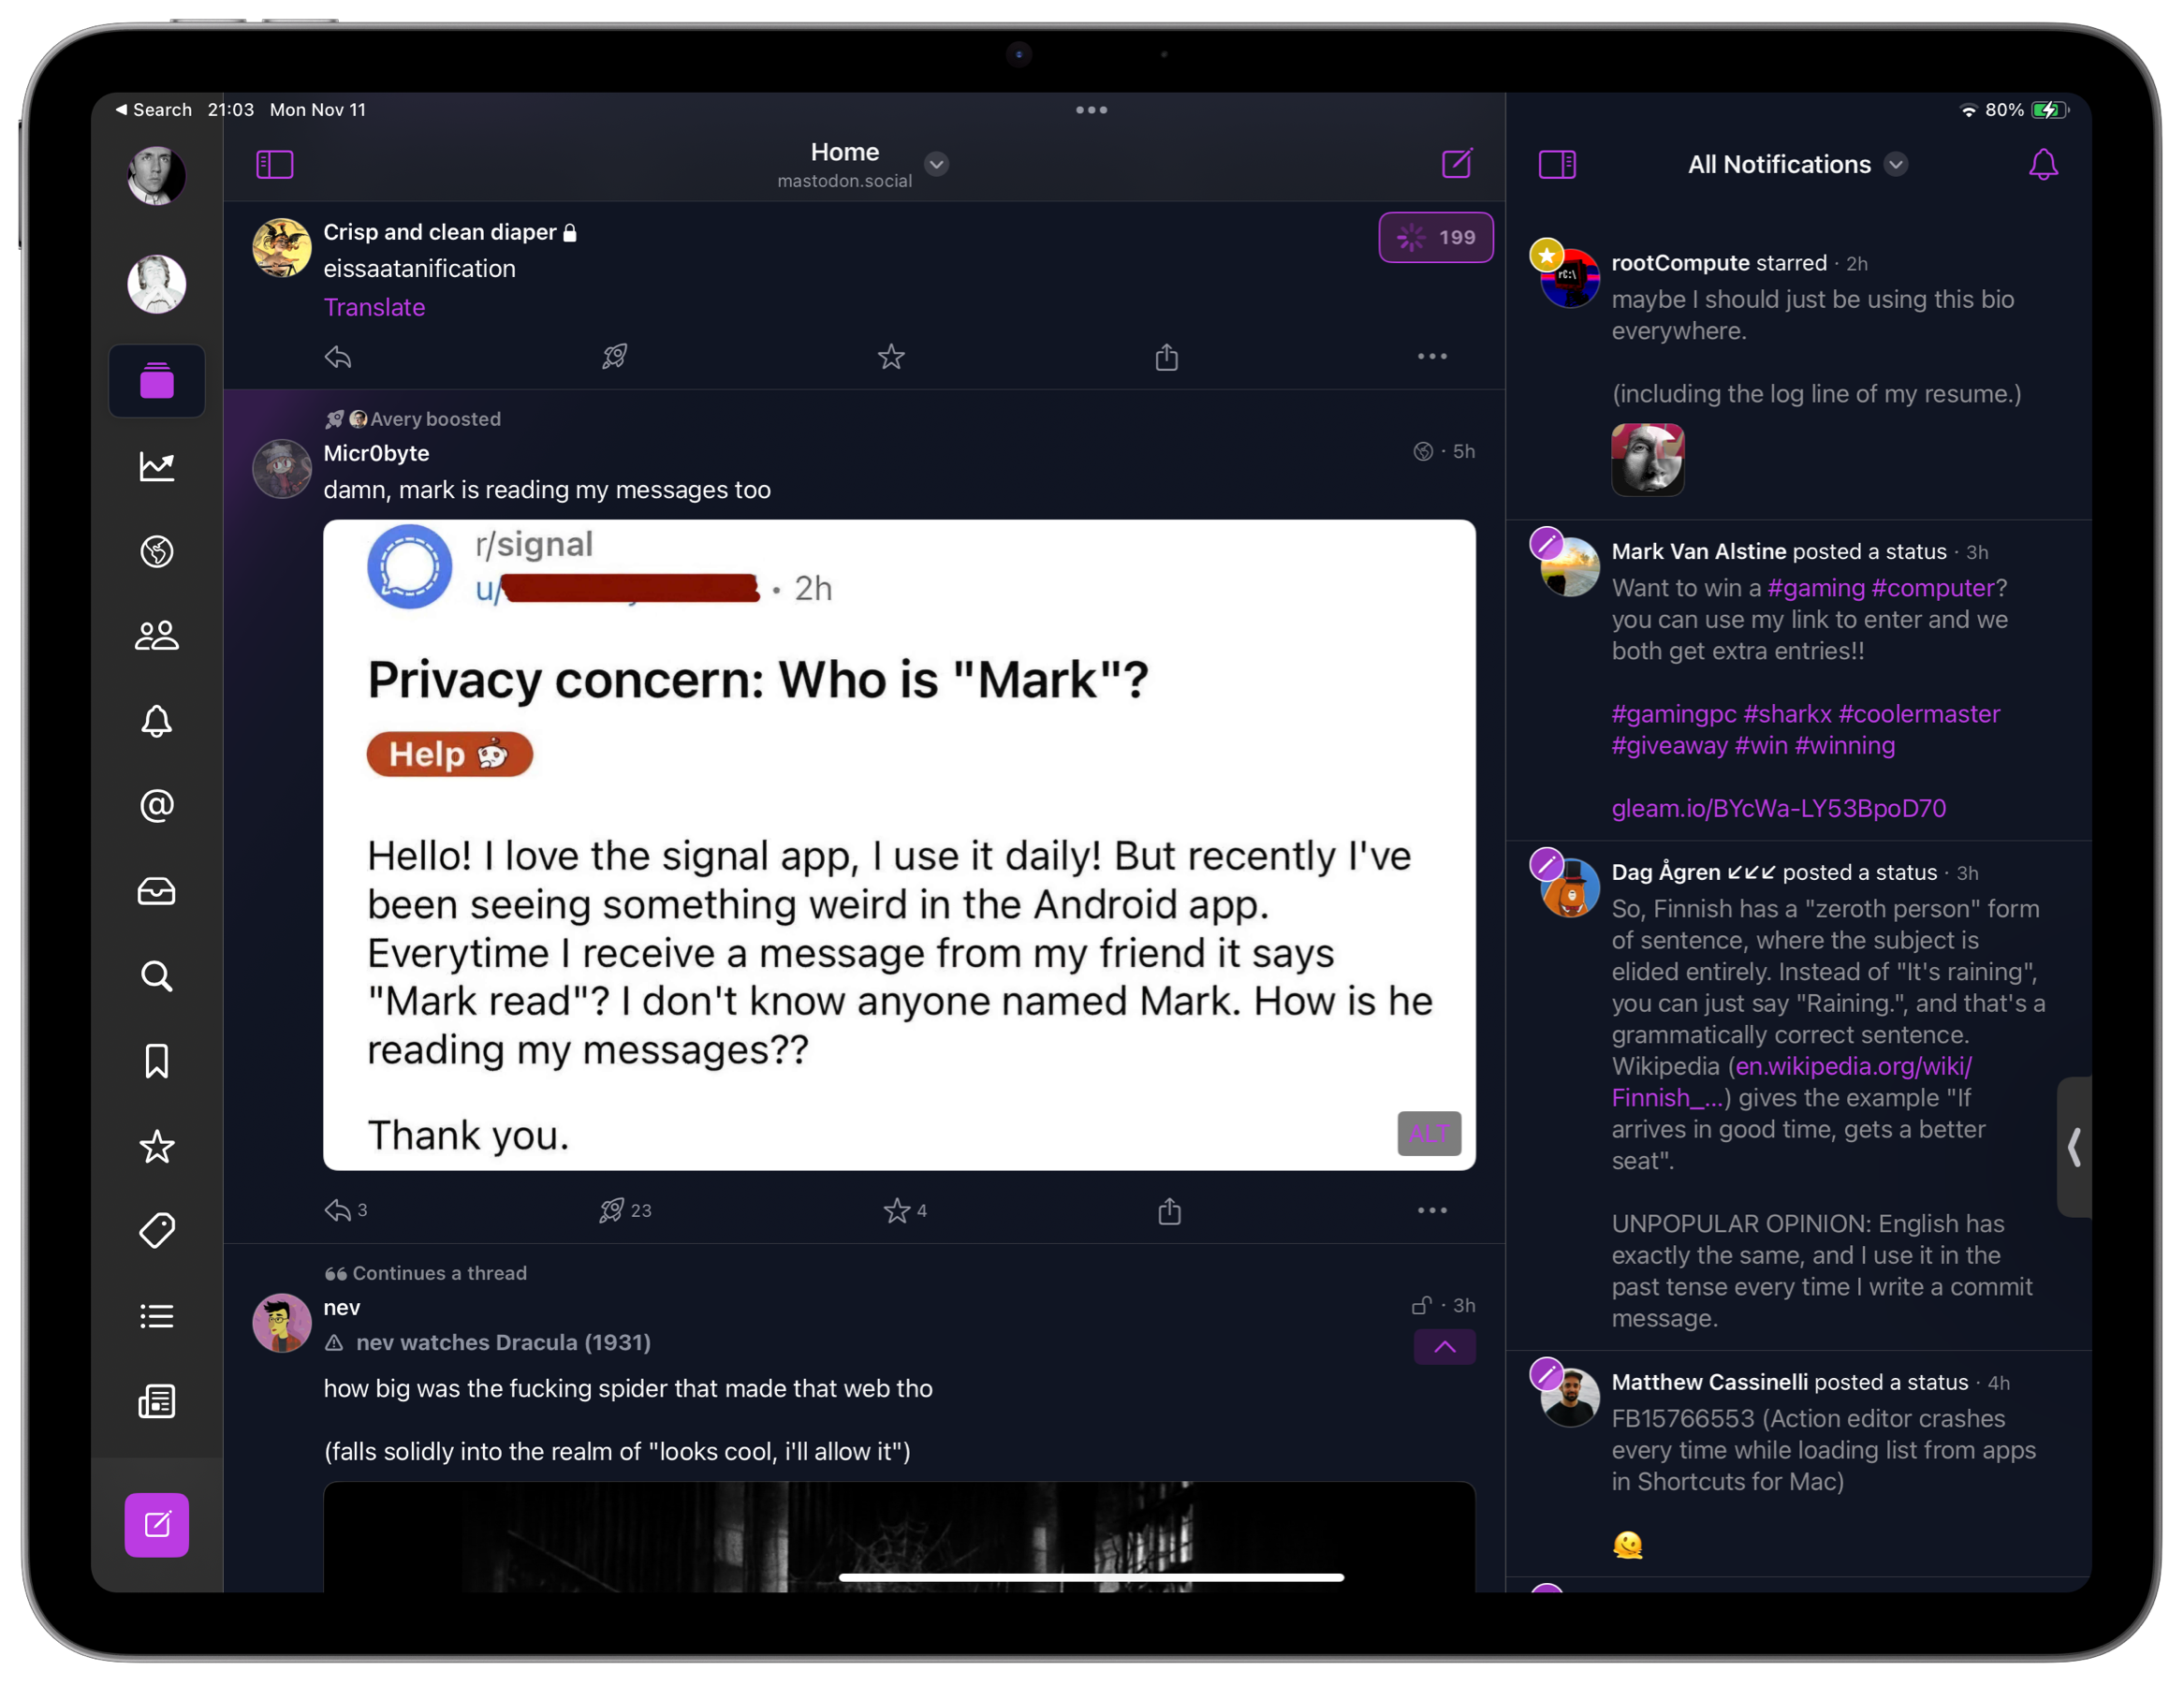 ◀ Search 21:03 Mon Nov 11
80%
Home
mastodon.social
Crisp and clean diaper
eissaatanification
Translate
199
Avery boosted
Micr0byte
· 5h
damn, mark is reading my messages too
r/signal
u/
• 2h
Privacy concern: Who is "Mark"?
Help
Hello! I love the signal app, I use it daily! But recently I've
been seeing something weird in the Android app.
Everytime I receive a message from my friend it says
"Mark read"? I don't know anyone named Mark. How is he
reading my messages??
Thank you.
ALT
3
23
4
Continues a thread
nev
· 3h
nev watches Dracula (1931)
how big was the fucking spider that made that web tho
(falls solidly into the realm of "looks cool, i'll allow it")
All Notifications
rC:\
rootCompute starred · 2h
maybe I should just be using this bio
everywhere.
(including the log line of my resume.)
Mark Van Alstine posted a status · 3h
Want to win a #gaming #computer?
you can use my link to enter and we
both get extra entries!!
#gamingpc #sharkx #coolermaster
#giveaway #win #winning
gleam.io/BYcWa-LY53BpoD70
Dag Ågren ↙↙↙ posted a status · 3h
So, Finnish has a "zeroth person" form
of sentence, where the subject is
elided entirely. Instead of "It's raining",
you can just say "Raining.", and that's a
grammatically correct sentence.
Wikipedia (en.wikipedia.org/wiki/
Finnish_...) gives the example "If
arrives in good time, gets a better
seat".
UNPOPULAR OPINION: English has
exactly the same, and I use it in the
past tense every time I write a commit
message.
Matthew Cassinelli posted a status · 4h
FB15766553 (Action editor crashes
every time while loading list from apps
in Shortcuts for Mac)
🫠